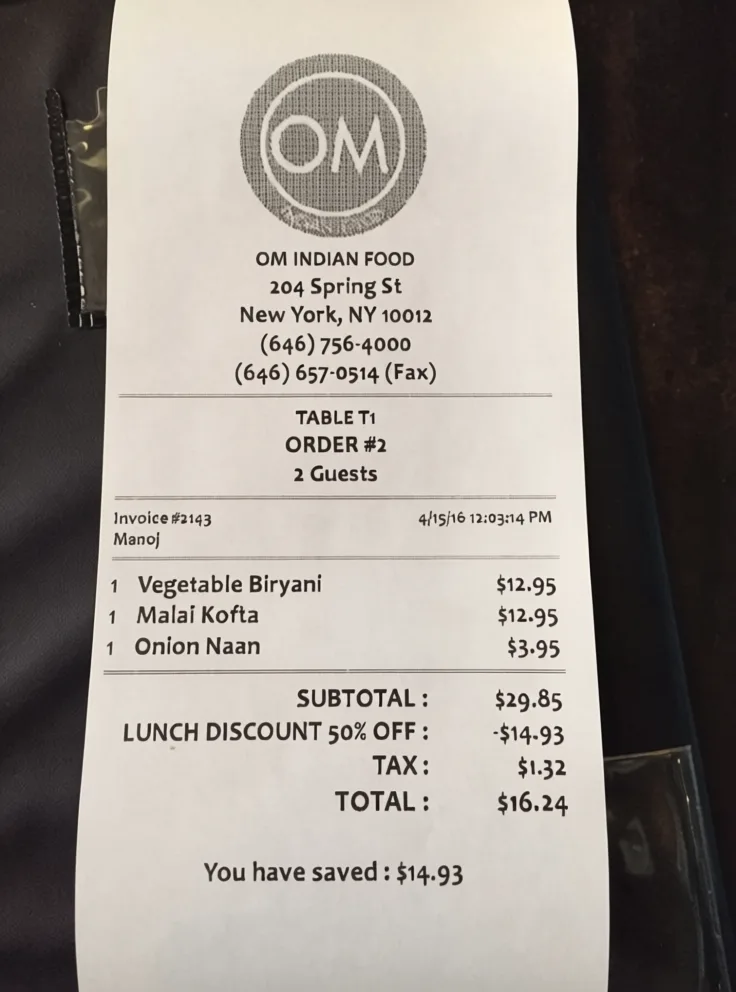 OM
OM INDIAN FOOD
204 Spring St
New York, NY 10012
(646) 756-4000
(646) 657-0514 (Fax)
TABLE T1
ORDER #2
2 Guests
Invoice #2143 4/15/16 12:03:14 PM
Manoj
1 Vegetable Biryani $12.95
1 Malai Kofta $12.95
1 Onion Naan $3.95
SUBTOTAL : $29.85
LUNCH DISCOUNT 50% OFF : -$14.93
TAX : $1.32
TOTAL : $16.24
You have saved : $14.93